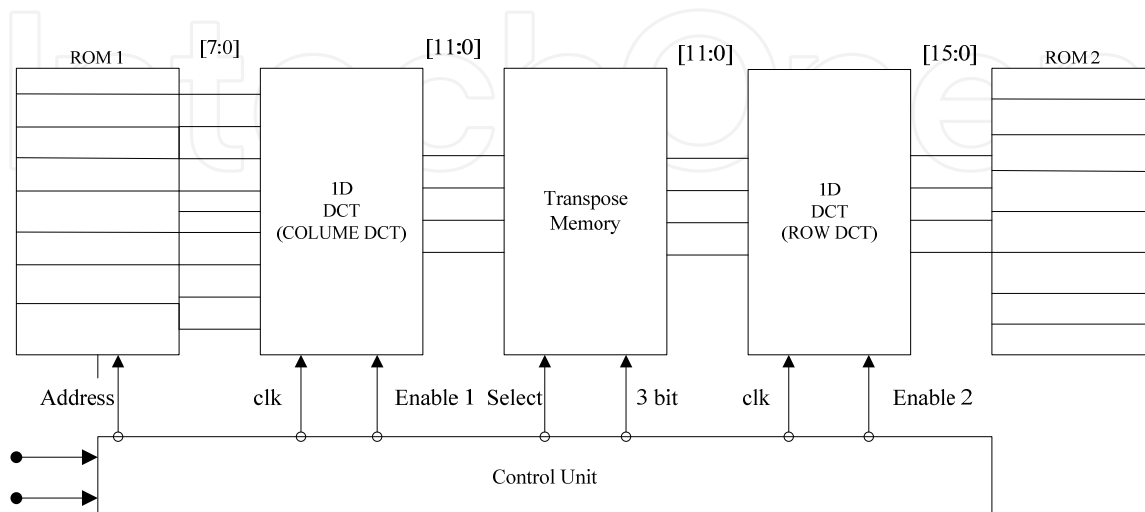 IntechOpen
ROM 1
[7:0]
[11:0]
[11:0]
[15:0]
ROM 2
1D
DCT
(COLUME DCT)
Transpose
Memory
1D
DCT
(ROW DCT)
Address
clk
Enable 1
Select
3 bit
clk
Enable 2
Control Unit